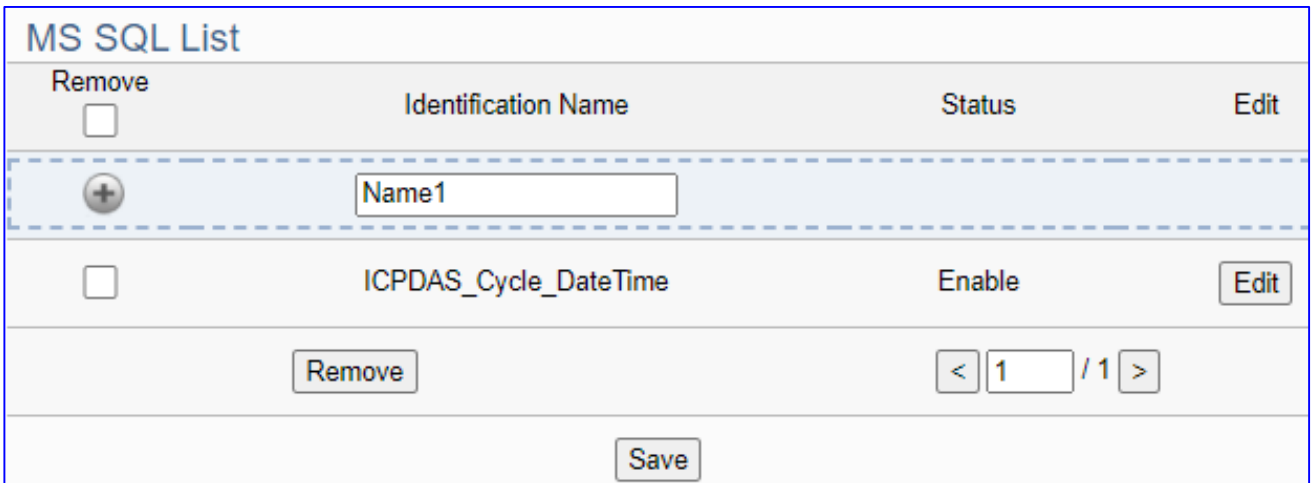 MS SQL List
Remove Identification Name Status Edit
Name1
ICPDAS_Cycle_DateTime Enable Edit
Remove < 1 / 1 >
Save